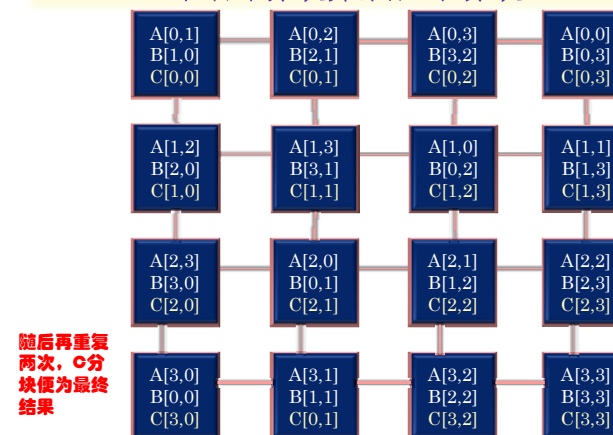 A[0,1] A[0,2] A[0,3] A[0,0]
B[1,0] B[2,1] B[3,2] B[0,3]
C[0,0] C[0,1] C[0,2] C[0,3]
A[1,2] A[1,3] A[1,0] A[1,1]
B[2,0] B[3,1] B[0,2] B[1,3]
C[1,0] C[1,1] C[1,2] C[1,3]
A[2,3] A[2,0] A[2,1] A[2,2]
B[3,0] B[0,1] B[1,2] B[2,3]
C[2,0] C[2,1] C[2,2] C[2,3]
随后再重复
两次，C分
块便为最终
结果
A[3,0] A[3,1] A[3,2] A[3,3]
B[0,0] B[1,1] B[2,2] B[3,3]
C[3,0] C[0,1] C[3,2] C[3,3]